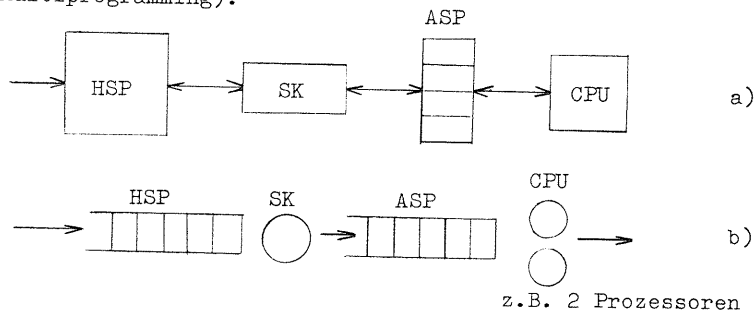 ASP
HSP SK CPU a)
HSP SK ASP CPU
b)
z.B. 2 Prozessoren